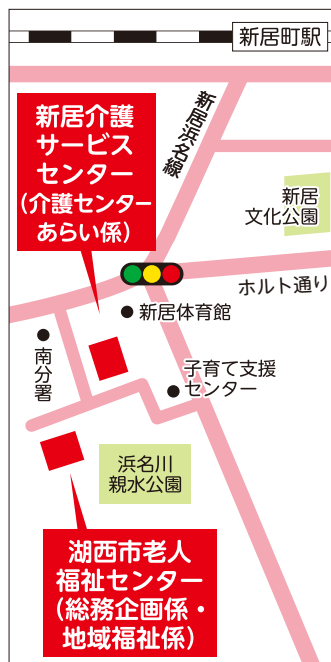 新居町駅
新居介護
サービス
センター
（介護センター
あらい係）
新居浜名線
新居
文化公園
ホルト通り
新居体育館
南分署
子育て支援
センター
浜名川
親水公園
湖西市老人
福祉センター
（総務企画係・
地域福祉係）